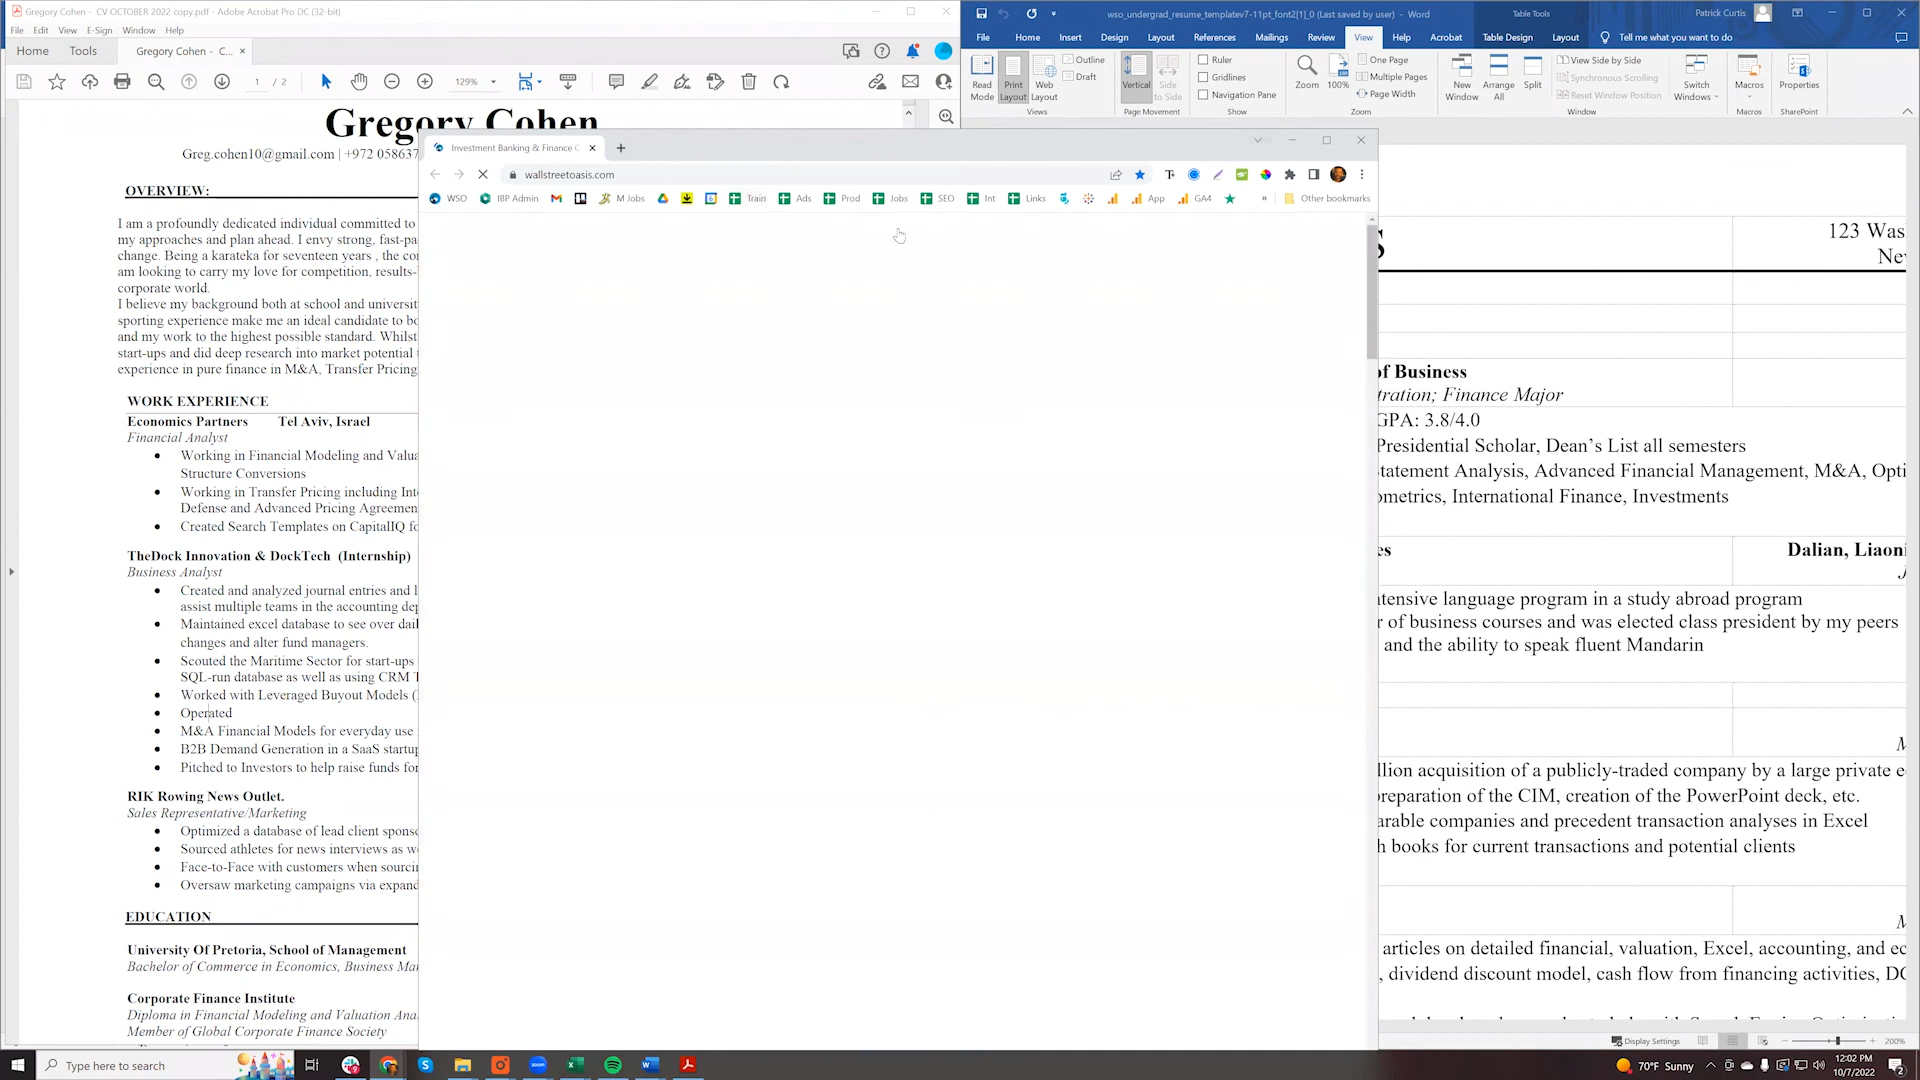 Gregory Cohen - CV OCTOBER 2022 copy.pdf - Adobe Acrobat Pro DC (32-bit)
File Edit View E-Sign Window Help
Home Tools Gregory Cohen - C...
1 / 2 129%
Gregory Cohen
Greg.cohen10@gmail.com | +972 058637
OVERVIEW:
I am a profoundly dedicated individual committed to
my approaches and plan ahead. I envy strong, fast-pa
change. Being a karateka for seventeen years , the co
am looking to carry my love for competition, results-
corporate world.
I believe my background both at school and universit
sporting experience make me an ideal candidate to bo
and my work to the highest possible standard. Whilst
start-ups and did deep research into market potential
experience in pure finance in M&A, Transfer Pricing
WORK EXPERIENCE
Economics Partners Tel Aviv, Israel
Financial Analyst
• Working in Financial Modeling and Valua
Structure Conversions
• Working in Transfer Pricing including Int
Defense and Advanced Pricing Agreemen
• Created Search Templates on CapitalIQ fo
TheDock Innovation & DockTech (Internship)
Business Analyst
• Created and analyzed journal entries and l
assist multiple teams in the accounting dep
• Maintained excel database to see over dail
changes and alter fund managers.
• Scouted the Maritime Sector for start-ups
SQL-run database as well as using CRM T
• Worked with Leveraged Buyout Models (
• Operated
• M&A Financial Models for everyday use
• B2B Demand Generation in a SaaS startup
• Pitched to Investors to help raise funds for
RIK Rowing News Outlet.
Sales Representative/Marketing
• Optimized a database of lead client spons
• Sourced athletes for news interviews as w
• Face-to-Face with customers when sourci
• Oversaw marketing campaigns via expand
EDUCATION
University Of Pretoria, School of Management
Bachelor of Commerce in Economics, Business Ma
Corporate Finance Institute
Diploma in Financial Modeling and Valuation Ana
Member of Global Corporate Finance Society
Investment Banking & Finance C
wallstreetoasis.com
WSO IBP Admin M Jobs Train Ads Prod Jobs SEO Int Links App GA4 » Other bookmarks
wso_undergrad_resume_templatev7-11pt_font2[1]_0 (Last saved by user) - Word Table Tools Patrick Curtis
File Home Insert Design Layout References Mailings Review View Help Acrobat Table Design Layout Tell me what you want to do
Read Mode Print Layout Web Layout Outline Draft
Views
Vertical Side to Side
Page Movement
Ruler
Gridlines
Navigation Pane
Show
Zoom 100% One Page Multiple Pages Page Width
Zoom
New Window Arrange All Split View Side by Side Synchronous Scrolling Reset Window Position Switch Windows
Window
Macros
Macros
Properties
SharePoint
S 123 Was
Nev
of Business
tration; Finance Major
GPA: 3.8/4.0
Presidential Scholar, Dean's List all semesters
tatement Analysis, Advanced Financial Management, M&A, Opti
ometrics, International Finance, Investments
es Dalian, Liaoni
J
ntensive language program in a study abroad program
r of business courses and was elected class president by my peers
and the ability to speak fluent Mandarin
M
llion acquisition of a publicly-traded company by a large private e
preparation of the CIM, creation of the PowerPoint deck, etc.
arable companies and precedent transaction analyses in Excel
h books for current transactions and potential clients
M
articles on detailed financial, valuation, Excel, accounting, and ec
, dividend discount model, cash flow from financing activities, DC
Display Settings 200%
Type here to search
70°F Sunny
12:02 PM
10/7/2022
2